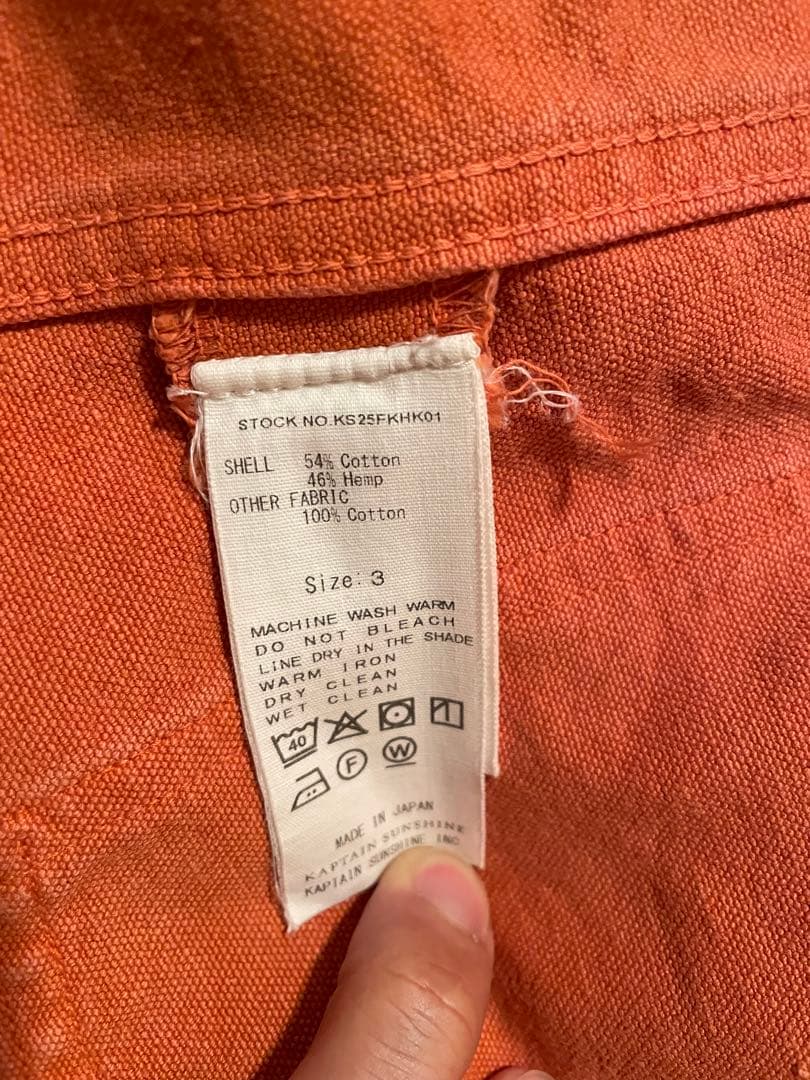 STOCK NO.KS25FKHK01
SHELL 54% Cotton
46% Hemp
OTHER FABRIC
100% Cotton
Size: 3
MACHINE WASH WARM
DO NOT BLEACH
LINE DRY IN THE SHADE
WARM IRON
DRY CLEAN
WET CLEAN
40
F W
MADE IN JAPAN
KAPTAIN SUNSHINE
KAPTAIN SUNSHINE INC